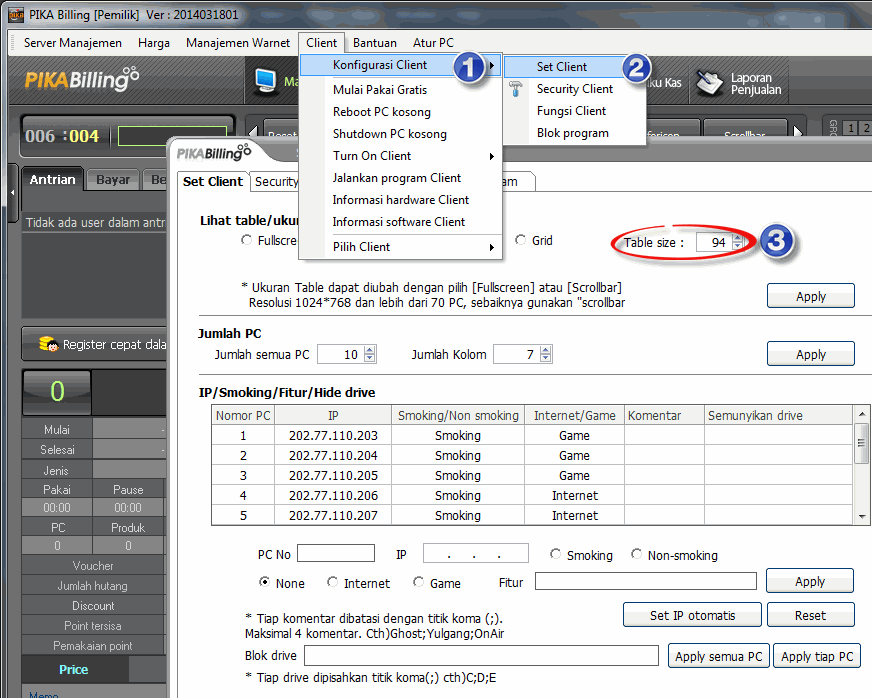 PIKA Billing [Pemilik]  Ver : 2014031801
Server Manajemen Harga Manajemen Warnet Client Bantuan Atur PC
PIKABilling
Konfigurasi Client
1
Set Client
2
Mulai Pakai Gratis
Security Client
Reboot PC kosong
Fungsi Client
Shutdown PC kosong
Blok program
Turn On Client
Jalankan program Client
Informasi hardware Client
Informasi software Client
Pilih Client
Laporan
Penjualan
006 :004
1 2
Antrian Bayar
Tidak ada user dalam antr
Register cepat dala
0
Mulai -
Selesai -
Jenis
Pakai Pause
00:00 00:00
PC Produk
0 0
Voucher
Jumlah hutang
Discount
Point tersisa
Pemakaian point
Price
Memo
PIKABilling
Set Client Security
Lihat table/uku
Fullscre Grid Table size : 94
3
* Ukuran Table dapat diubah dengan pilih [Fullscreen] atau [Scrollbar]
Resolusi 1024*768 dan lebih dari 70 PC, sebaiknya gunakan "scrollbar
Apply
Jumlah PC
Jumlah semua PC 10 Jumlah Kolom 7 Apply
IP/Smoking/Fitur/Hide drive
Nomor PC IP Smoking/Non smoking Internet/Game Komentar Semunyikan drive
1 202.77.110.203 Smoking Game
2 202.77.110.204 Smoking Game
3 202.77.110.205 Smoking Game
4 202.77.110.206 Smoking Internet
5 202.77.110.207 Smoking Internet
PC No IP . . . Smoking Non-smoking
None Internet Game Fitur Apply
* Tiap komentar dibatasi dengan titik koma (;).
Maksimal 4 komentar. Cth)Ghost;Yulgang;OnAir
Set IP otomatis Reset
Blok drive Apply semua PC Apply tiap PC
* Tiap drive dipisahkan titik koma(;) cth)C;D;E